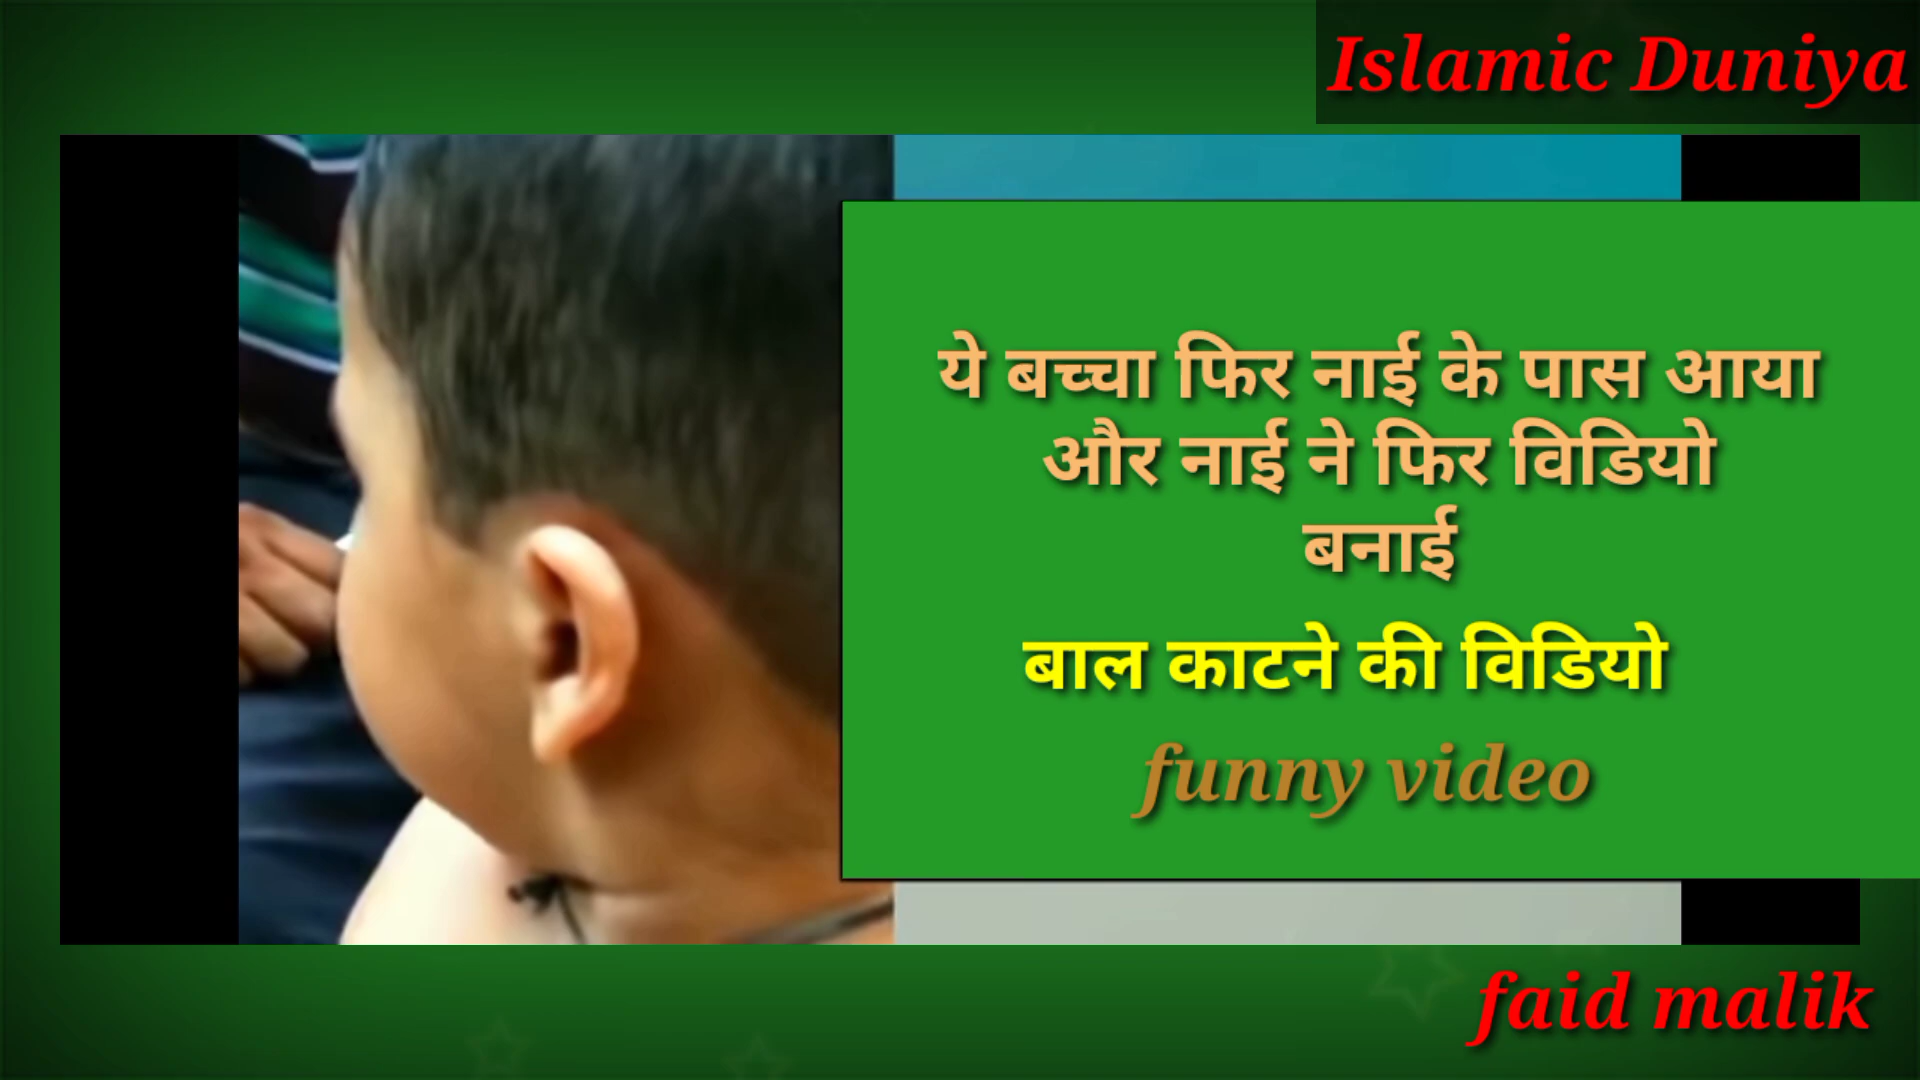 Islamic Duniya
ये बच्चा फिर नाई के पास आया
और नाई ने फिर विडियो
बनाई
बाल काटने की विडियो
funny video
faid malik